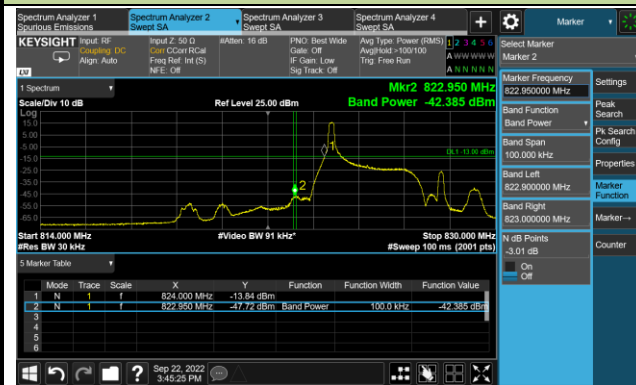 Spectrum Analyzer 1
Spurious Emissions
Spectrum Analyzer 2
Swept SA
Spectrum Analyzer 3
Swept SA
Spectrum Analyzer 4
Swept SA
+
Marker
KEYSIGHT
LXI
Input: RF
Coupling: DC
Align: Auto
Input Z: 50 Ω
Corr CCorr RCal
Freq Ref: Int (S)
NFE: Off
#Atten: 16 dB
PNO: Best Wide
Gate: Off
IF Gain: Low
Sig Track: Off
Avg Type: Power (RMS)
Avg|Hold:>100/100
Trig: Free Run
1 2 3 4 5 6
A W W W W W
A N N N N N
Select Marker
Marker 2
1 Spectrum
Scale/Div 10 dB
Log
Ref Level 25.00 dBm
Mkr2 822.950 MHz
Band Power -42.385 dBm
15.0
5.00
-5.00
-15.0
-25.0
-35.0
-45.0
-55.0
-65.0
DL1 -13.00 dBm
1
2
Start 814.000 MHz
#Res BW 30 kHz
#Video BW 91 kHz*
Stop 830.000 MHz
#Sweep 100 ms (2001 pts)
5 Marker Table
Mode Trace Scale X Y Function Function Width Function Value
1 N 1 f 824.000 MHz -13.84 dBm
2 N 1 f 822.950 MHz -47.72 dBm Band Power 100.0 kHz -42.385 dBm
3
4
5
6
Marker Frequency
822.950000 MHz
Band Function
Band Power
Band Span
100.000 kHz
Band Left
822.900000 MHz
Band Right
823.000000 MHz
N dB Points
-3.01 dB
On
Off
Settings
Peak
Search
Pk Search
Config
Properties
Marker
Function
Marker→
Counter
?
Sep 22, 2022
3:45:25 PM